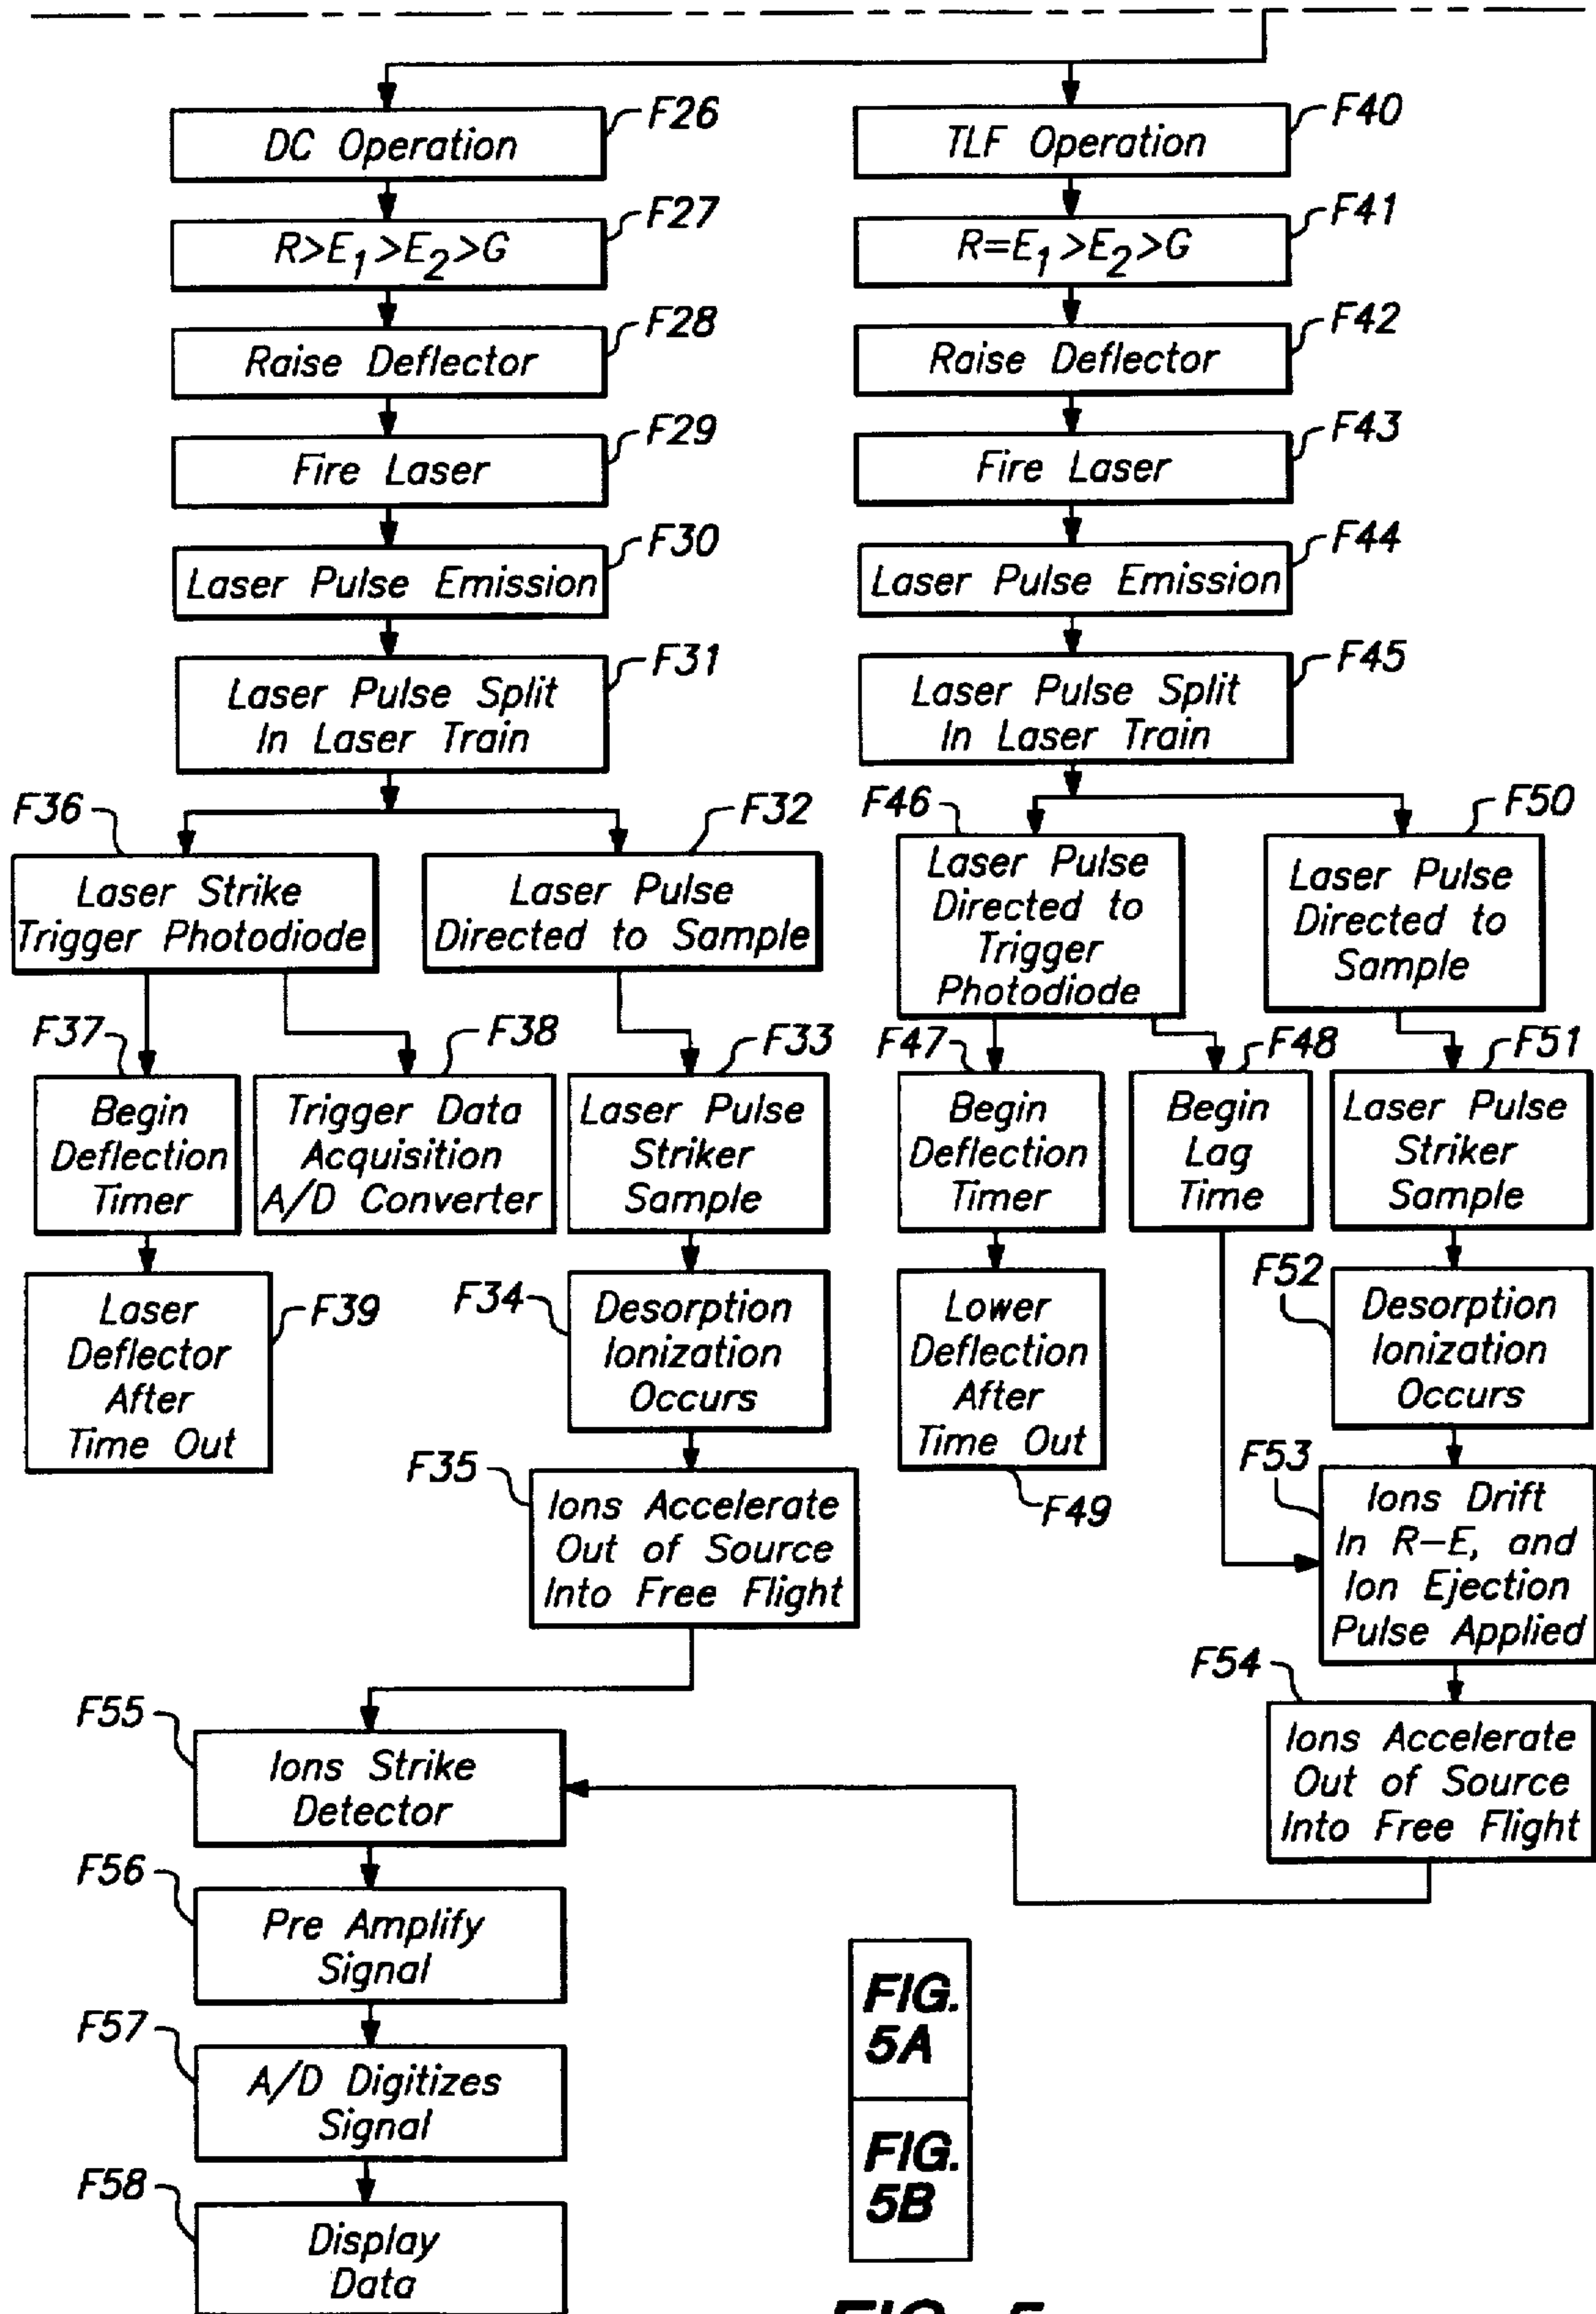 F26
DC Operation
F27
R>E1>E2>G
F28
Raise Deflector
F29
Fire Laser
F30
Laser Pulse Emission
F31
Laser Pulse Split
In Laser Train
F36
Laser Strike
Trigger Photodiode
F32
Laser Pulse
Directed to Sample
F37
Begin
Deflection
Timer
F38
Trigger Data
Acquisition
A/D Converter
F33
Laser Pulse
Striker
Sample
F39
Laser
Deflector
After
Time Out
F34
Desorption
Ionization
Occurs
F35
Ions Accelerate
Out of Source
Into Free Flight
F40
TLF Operation
F41
R=E1>E2>G
F42
Raise Deflector
F43
Fire Laser
F44
Laser Pulse Emission
F45
Laser Pulse Split
In Laser Train
F46
Laser Pulse
Directed to
Trigger
Photodiode
F50
Laser Pulse
Directed to
Sample
F47
Begin
Deflection
Timer
F48
Begin
Lag
Time
F51
Laser Pulse
Striker
Sample
Lower
Deflection
After
Time Out
F49
F52
Desorption
Ionization
Occurs
F53
Ions Drift
In R-E, and
Ion Ejection
Pulse Applied
F54
Ions Accelerate
Out of Source
Into Free Flight
F55
Ions Strike
Detector
F56
Pre Amplify
Signal
F57
A/D Digitizes
Signal
F58
Display
Data
FIG.
5A
FIG.
5B
FIG. 5